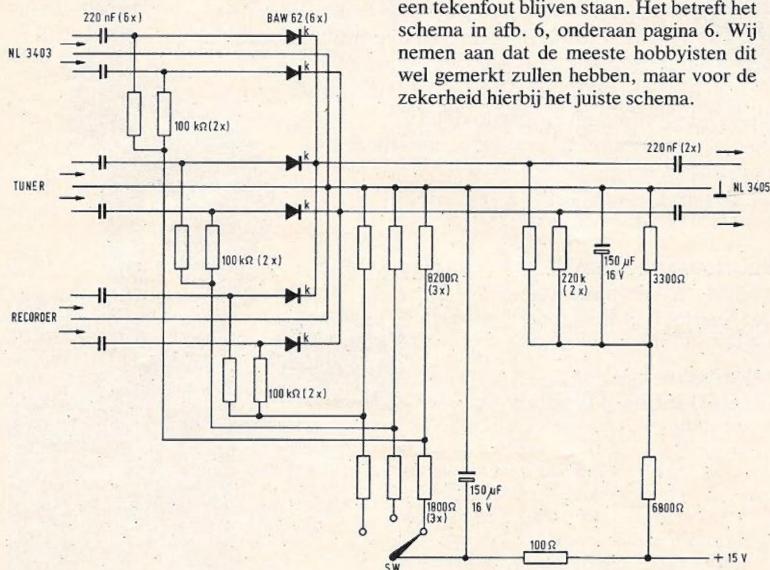 een tekenfout blijven staan. Het betreft het
schema in afb. 6, onderaan pagina 6. Wij
nemen aan dat de meeste hobbyisten dit
wel gemerkt zullen hebben, maar voor de
zekerheid hierbij het juiste schema.
220 nF (6x)
BAW 62 (6x)
k
NL 3403
k
100 kΩ (2x)
k
220 nF (2x)
TUNER
NL 3405
k
100 kΩ (2x)
8200Ω
(3x)
220 k
(2x)
150 µF
16 V
3300Ω
k
RECORDER
k
100 kΩ (2x)
1800Ω
(3x)
150 µF
16 V
6800Ω
100 Ω
SW
+ 15 V